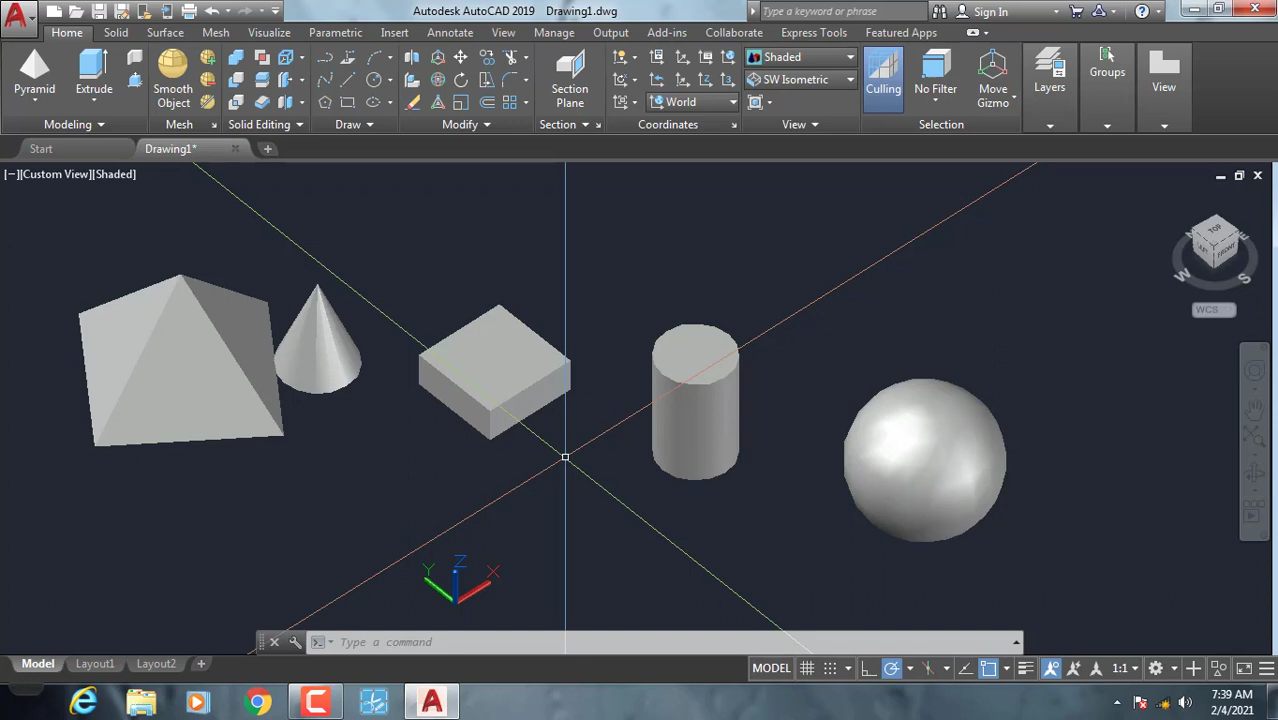 Autodesk AutoCAD 2019 Drawing1.dwg
Type a keyword or phrase
Sign In
Home Solid Surface Mesh Visualize Parametric Insert Annotate View Manage Output Add-ins Collaborate Express Tools Featured Apps
Pyramid
Extrude
Smooth
Object
Section
Plane
Shaded
SW Isometric
World
Culling
No Filter
Move
Gizmo
Layers
Groups
View
Modeling
Mesh
Solid Editing
Draw
Modify
Section
Coordinates
View
Selection
Start
Drawing1*
[−][Custom View][Shaded]
TOP
LEFT
FRONT
E
W
S
WCS
Y
Z
X
Type a command
Model Layout1 Layout2
MODEL
1:1
7:39 AM
2/4/2021